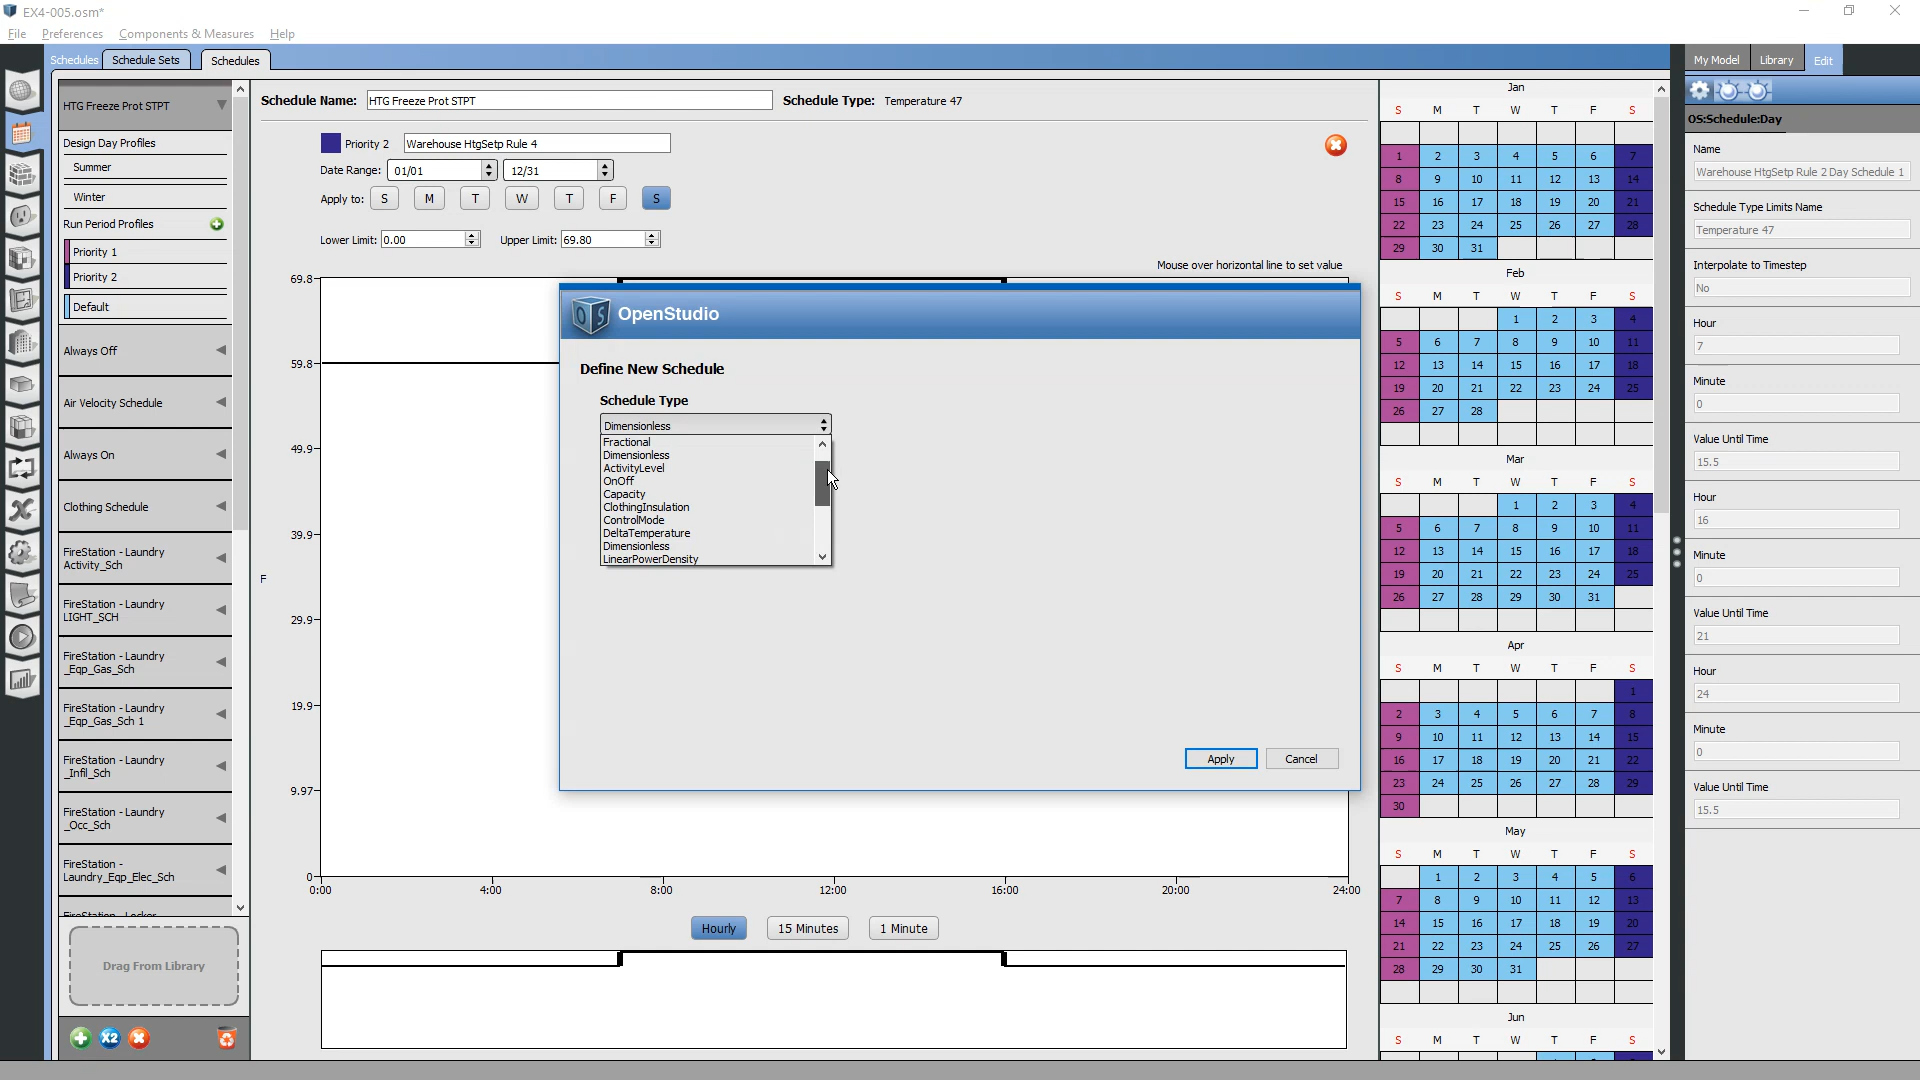 EX4-005.osm*
File Preferences Components & Measures Help
Schedules Schedule Sets Schedules
My Model Library Edit
HTG Freeze Prot STPT
Design Day Profiles
Summer
Winter
Run Period Profiles
Priority 1
Priority 2
Default
Always Off
Air Velocity Schedule
Always On
Clothing Schedule
FireStation - Laundry
Activity_Sch
FireStation - Laundry
LIGHT_SCH
FireStation - Laundry
_Eqp_Gas_Sch
FireStation - Laundry
_Eqp_Gas_Sch 1
FireStation - Laundry
_Infil_Sch
FireStation - Laundry
_Occ_Sch
FireStation -
Laundry_Eqp_Elec_Sch
FireStation - Locker
Drag From Library
X2
Schedule Name: HTG Freeze Prot STPT Schedule Type: Temperature 47
Priority 2 Warehouse HtgSetp Rule 4
Date Range: 01/01 12/31
Apply to: S M T W T F S
Lower Limit: 0.00 Upper Limit: 69.80
Mouse over horizontal line to set value
69.8
59.8
49.9
39.9
F
29.9
19.9
9.97
0
0:00 4:00 8:00 12:00 16:00 20:00 24:00
Hourly 15 Minutes 1 Minute
OS OpenStudio
Define New Schedule
Schedule Type
Dimensionless
Fractional
Dimensionless
ActivityLevel
OnOff
Capacity
ClothingInsulation
ControlMode
DeltaTemperature
Dimensionless
LinearPowerDensity
Apply Cancel
Jan
S M T W T F S
1 2 3 4 5 6 7
8 9 10 11 12 13 14
15 16 17 18 19 20 21
22 23 24 25 26 27 28
29 30 31
Feb
S M T W T F S
1 2 3 4
5 6 7 8 9 10 11
12 13 14 15 16 17 18
19 20 21 22 23 24 25
26 27 28
Mar
S M T W T F S
1 2 3 4
5 6 7 8 9 10 11
12 13 14 15 16 17 18
19 20 21 22 23 24 25
26 27 28 29 30 31
Apr
S M T W T F S
1
2 3 4 5 6 7 8
9 10 11 12 13 14 15
16 17 18 19 20 21 22
23 24 25 26 27 28 29
30
May
S M T W T F S
1 2 3 4 5 6
7 8 9 10 11 12 13
14 15 16 17 18 19 20
21 22 23 24 25 26 27
28 29 30 31
Jun
S M T W T F S
OS:Schedule:Day
Name
Warehouse HtgSetp Rule 2 Day Schedule 1
Schedule Type Limits Name
Temperature 47
Interpolate to Timestep
No
Hour
7
Minute
0
Value Until Time
15.5
Hour
16
Minute
0
Value Until Time
21
Hour
24
Minute
0
Value Until Time
15.5